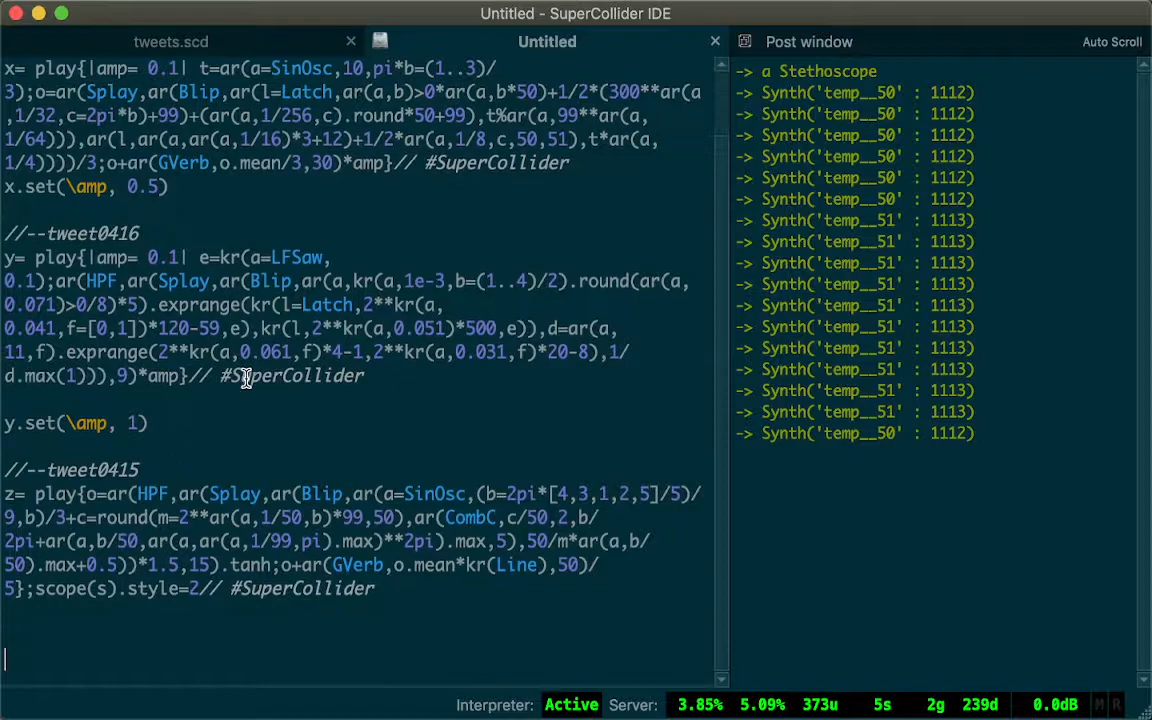 Untitled - SuperCollider IDE
tweets.scd
Untitled
Post window
Auto Scroll
x= play{|amp= 0.1| t=ar(a=SinOsc,10,pi*b=(1..3)/
3);o=ar(Splay,ar(Blip,ar(l=Latch,ar(a,b)>0*ar(a,b*50)+1/2*(300**ar(a
,1/32,c=2pi*b)+99)+(ar(a,1/256,c).round*50+99),t%ar(a,99**ar(a,
1/64))),ar(l,ar(a,ar(a,1/16)*3+12)+1/2*ar(a,1/8,c,50,51),t*ar(a,
1/4))))/3;o+ar(GVerb,o.mean/3,30)*amp}// #SuperCollider
x.set(\amp, 0.5)
//--tweet0416
y= play{|amp= 0.1| e=kr(a=LFSaw,
0.1);ar(HPF,ar(Splay,ar(Blip,ar(a,kr(a,1e-3,b=(1..4)/2).round(ar(a,
0.071)>0/8)*5).exprange(kr(l=Latch,2**kr(a,
0.041,f=[0,1])*120-59,e),kr(l,2**kr(a,0.051)*500,e)),d=ar(a,
11,f).exprange(2**kr(a,0.061,f)*4-1,2**kr(a,0.031,f)*20-8),1/
d.max(1))),9)*amp}// #SuperCollider
y.set(\amp, 1)
//--tweet0415
z= play{o=ar(HPF,ar(Splay,ar(Blip,ar(a=SinOsc,(b=2pi*[4,3,1,2,5]/5)/
9,b)/3+c=round(m=2**ar(a,1/50,b)*99,50),ar(CombC,c/50,2,b/
2pi+ar(a,b/50,ar(a,ar(a,1/99,pi).max)**2pi).max,5),50/m*ar(a,b/
50).max+0.5))*1.5,15).tanh;o+ar(GVerb,o.mean*kr(Line),50)/
5};scope(s).style=2// #SuperCollider
-> a Stethoscope
-> Synth('temp__50' : 1112)
-> Synth('temp__50' : 1112)
-> Synth('temp__50' : 1112)
-> Synth('temp__50' : 1112)
-> Synth('temp__50' : 1112)
-> Synth('temp__50' : 1112)
-> Synth('temp__51' : 1113)
-> Synth('temp__51' : 1113)
-> Synth('temp__51' : 1113)
-> Synth('temp__51' : 1113)
-> Synth('temp__51' : 1113)
-> Synth('temp__51' : 1113)
-> Synth('temp__51' : 1113)
-> Synth('temp__51' : 1113)
-> Synth('temp__51' : 1113)
-> Synth('temp__51' : 1113)
-> Synth('temp__50' : 1112)
Interpreter: Active Server: 3.85% 5.09% 373u 5s 2g 239d 0.0dB M R